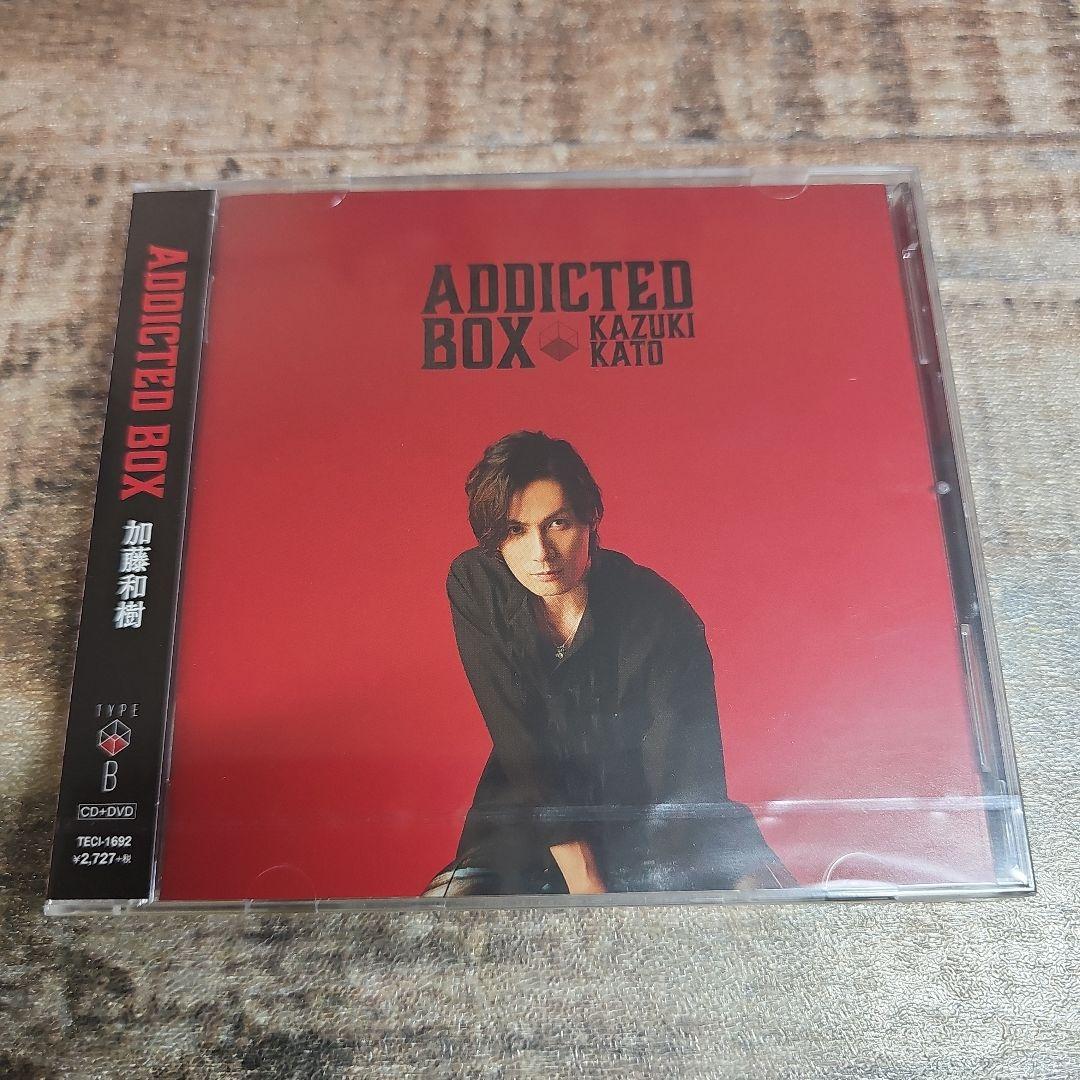 ADDICTED BOX 加藤和樹
TYPE
B
CD+DVD
TECI-1692
¥2,727+税
ADDICTED
BOX KAZUKI
KATO